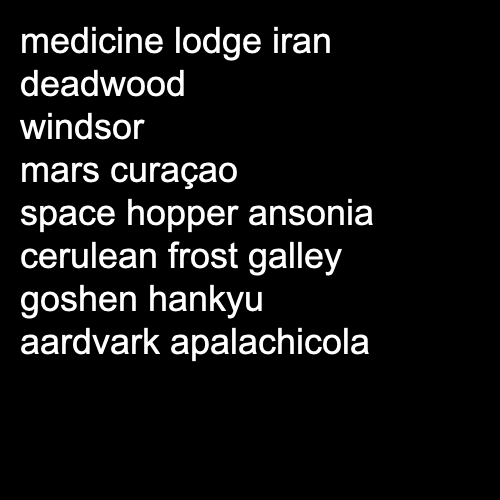 medicine lodge iran
deadwood
windsor
mars curaçao
space hopper ansonia
cerulean frost galley
goshen hankyu
aardvark apalachicola